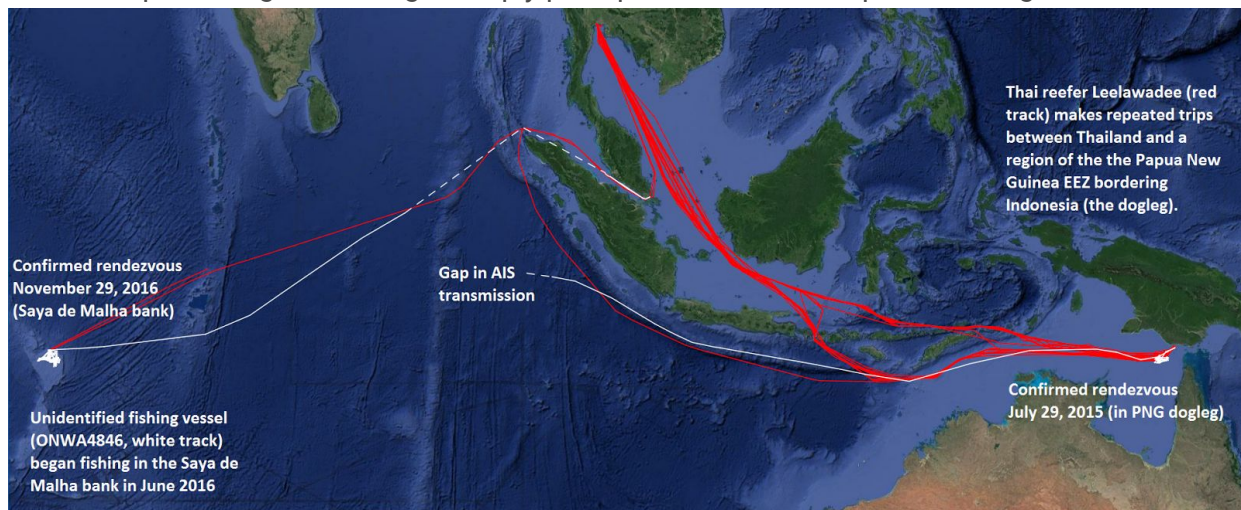 Thai reefer Leelawadee (red
track) makes repeated trips
between Thailand and a
region of the the Papua New
Guinea EEZ bordering
Indonesia (the dogleg).
Confirmed rendezvous
November 29, 2016
(Saya de Malha bank)
Gap in AIS
transmission
Unidentified fishing vessel
(ONWA4846, white track)
began fishing in the Saya de
Malha bank in June 2016
Confirmed rendezvous
July 29, 2015 (in PNG dogleg)